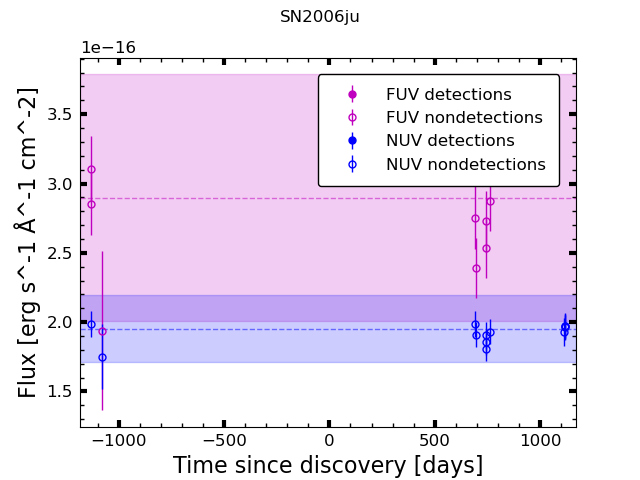 SN2006ju
1e−16
FUV detections
FUV nondetections
NUV detections
NUV nondetections
3.5
3.0
2.5
2.0
1.5
Flux [erg s^-1 Å^-1 cm^-2]
−1000
−500
0
500
1000
Time since discovery [days]